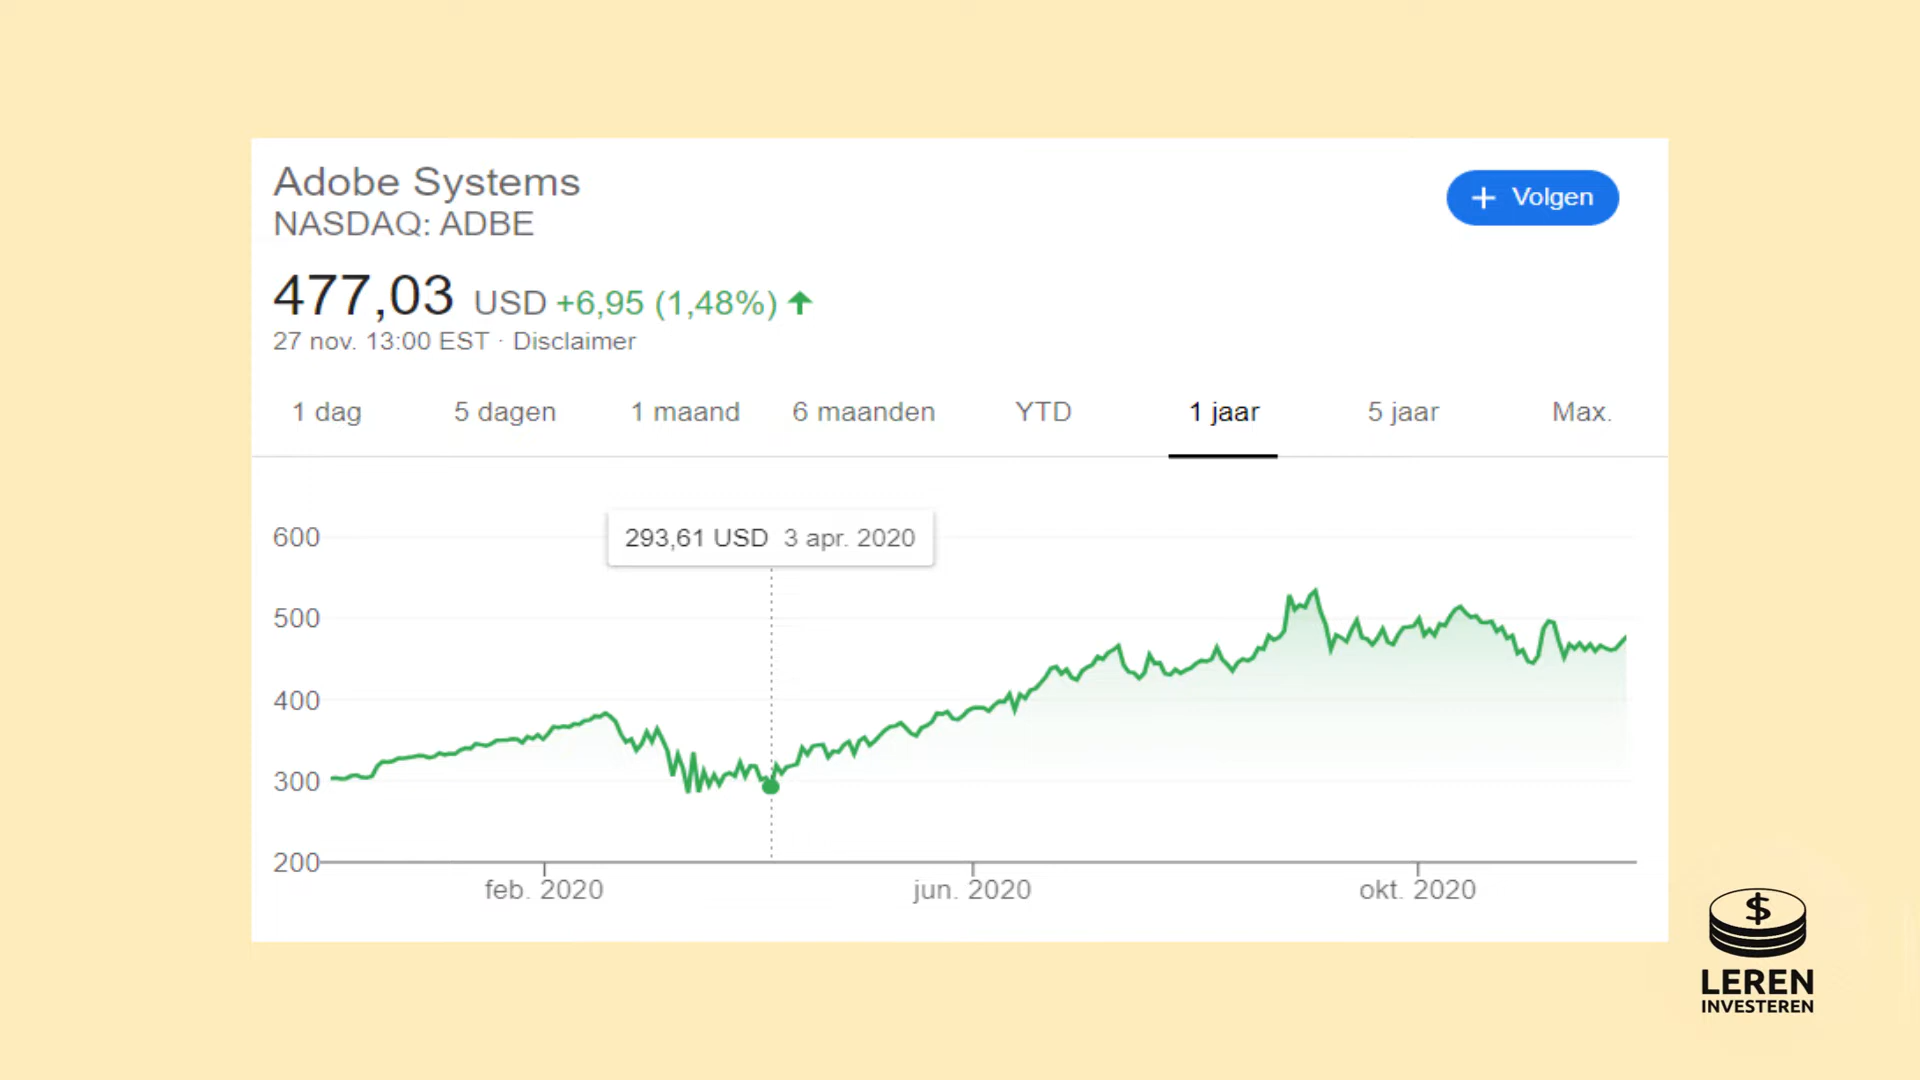 Adobe Systems
NASDAQ: ADBE
+ Volgen
477,03 USD +6,95 (1,48%) ↑
27 nov. 13:00 EST · Disclaimer
1 dag 5 dagen 1 maand 6 maanden YTD 1 jaar 5 jaar Max.
293,61 USD 3 apr. 2020
600
500
400
300
200
feb. 2020 jun. 2020 okt. 2020
$
LEREN
INVESTEREN